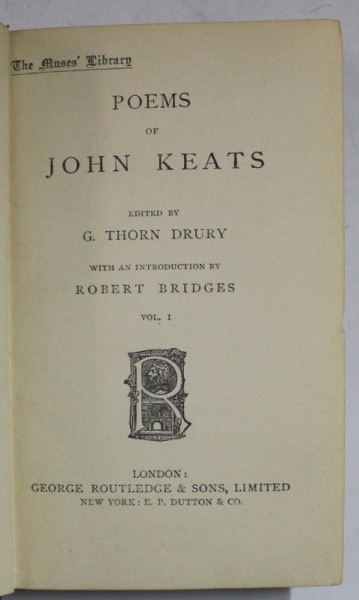 The Muses' Library
POEMS
OF
JOHN KEATS
EDITED BY
G. THORN DRURY
WITH AN INTRODUCTION BY
ROBERT BRIDGES
VOL. I
R
LONDON:
GEORGE ROUTLEDGE & SONS, LIMITED
NEW YORK: E. P. DUTTON & CO.